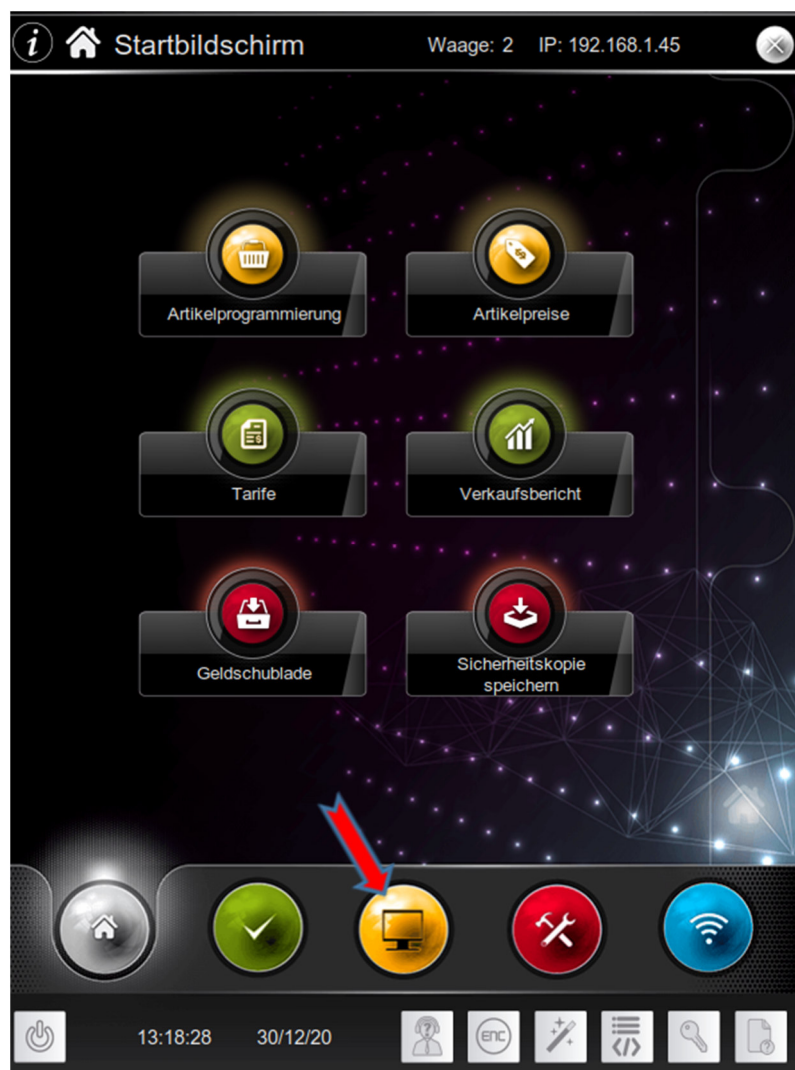 Startbildschirm Waage: 2 IP: 192.168.1.45
Artikelprogrammierung Artikelpreise
Tarife Verkaufsbericht
Geldschublade Sicherheitskopie
speichern
13:18:28 30/12/20 ENC